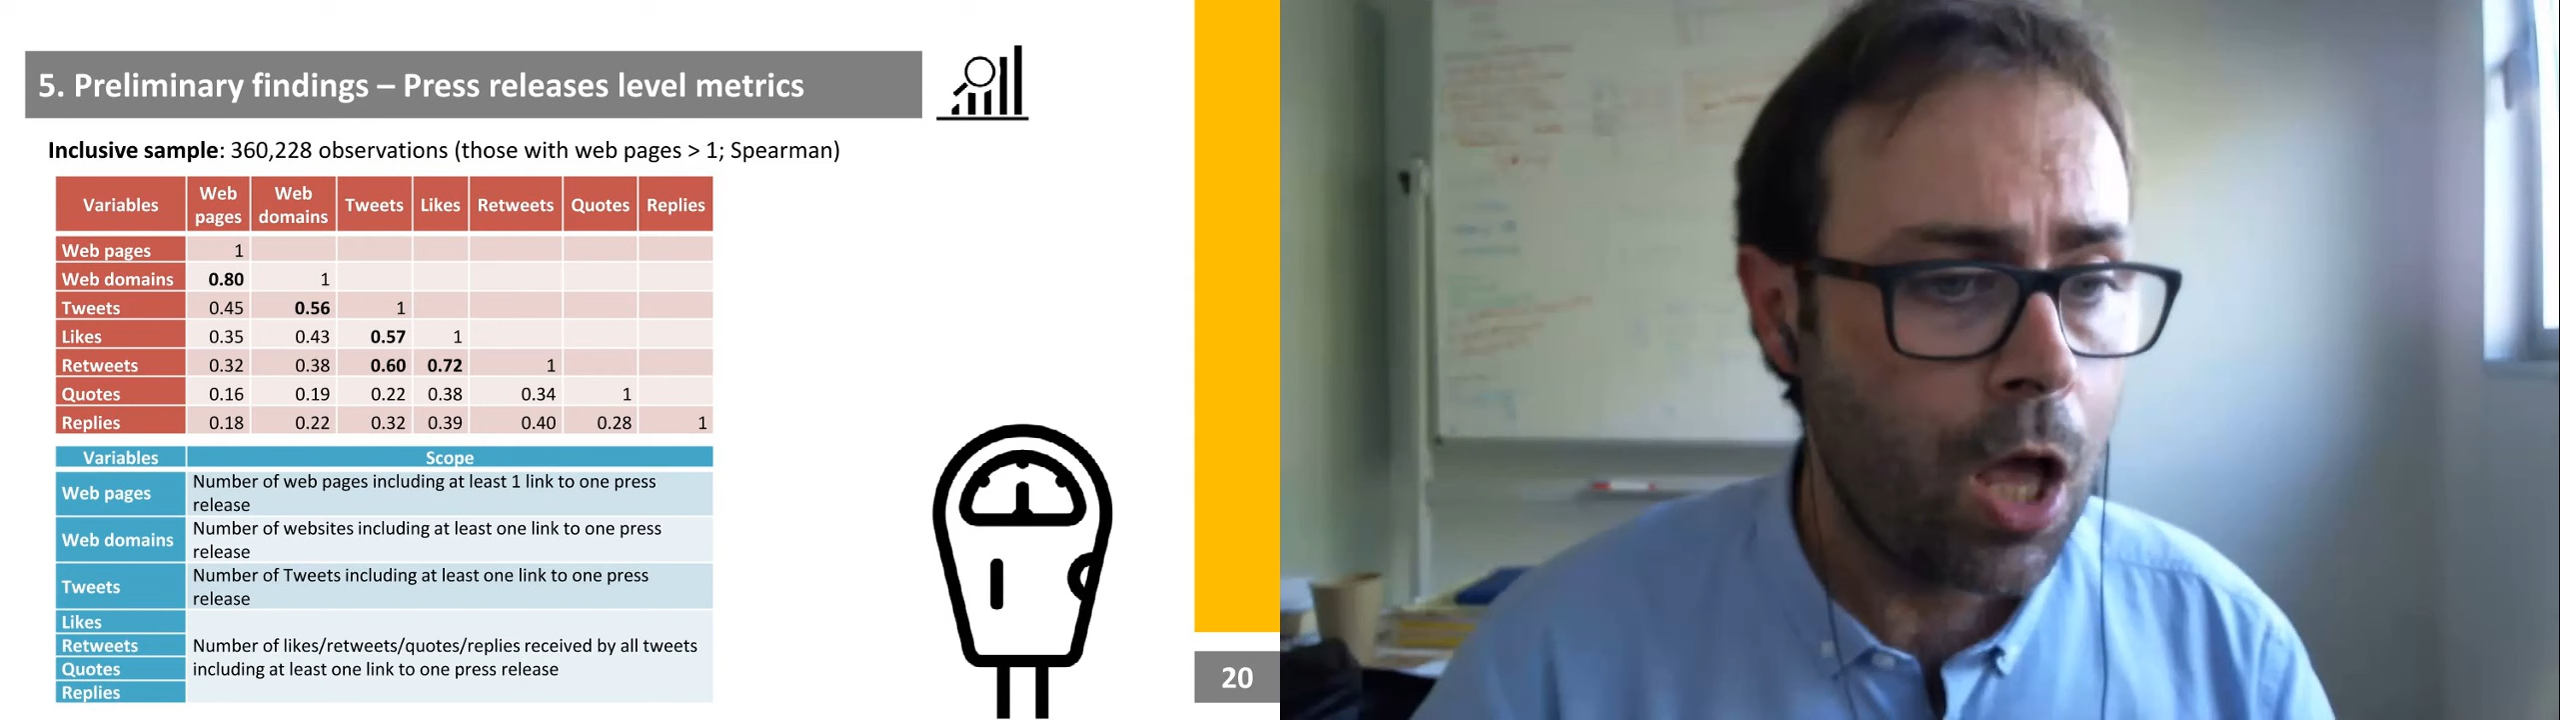 5. Preliminary findings – Press releases level metrics
Inclusive sample: 360,228 observations (those with web pages > 1; Spearman)
Variables Web pages Web domains Tweets Likes Retweets Quotes Replies
Web pages 1
Web domains 0.80 1
Tweets 0.45 0.56 1
Likes 0.35 0.43 0.57 1
Retweets 0.32 0.38 0.60 0.72 1
Quotes 0.16 0.19 0.22 0.38 0.34 1
Replies 0.18 0.22 0.32 0.39 0.40 0.28 1
Variables Scope
Web pages Number of web pages including at least 1 link to one press
release
Web domains Number of websites including at least one link to one press
release
Tweets Number of Tweets including at least one link to one press
release
Likes
Retweets
Quotes
Replies
Number of likes/retweets/quotes/replies received by all tweets
including at least one link to one press release
20